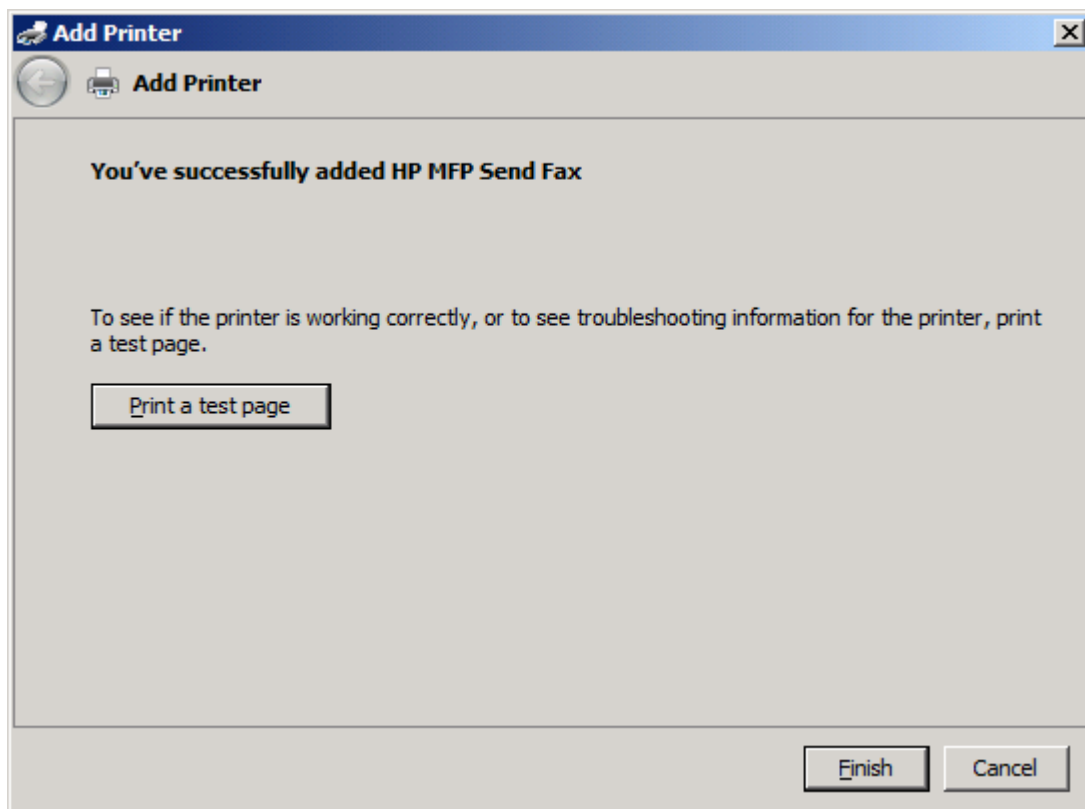 Add Printer
Add Printer
You've successfully added HP MFP Send Fax
To see if the printer is working correctly, or to see troubleshooting information for the printer, print
a test page.
Print a test page
Finish Cancel